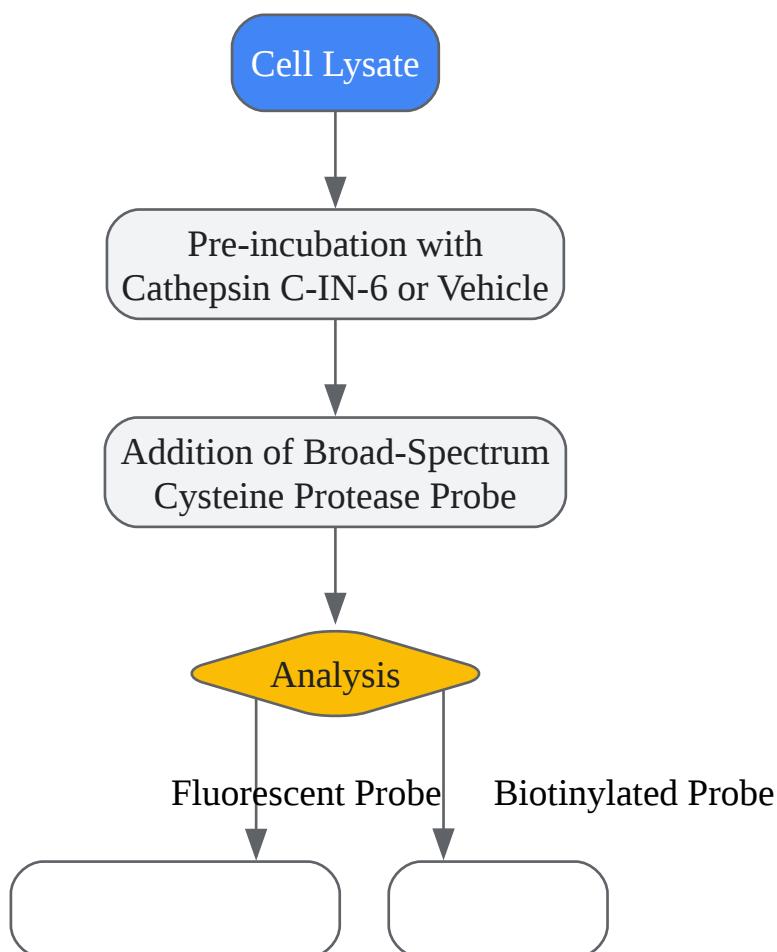 Cell Lysate
Pre-incubation with
Cathepsin C-IN-6 or Vehicle
Addition of Broad-Spectrum
Cysteine Protease Probe
Analysis
Fluorescent Probe
Biotinylated Probe